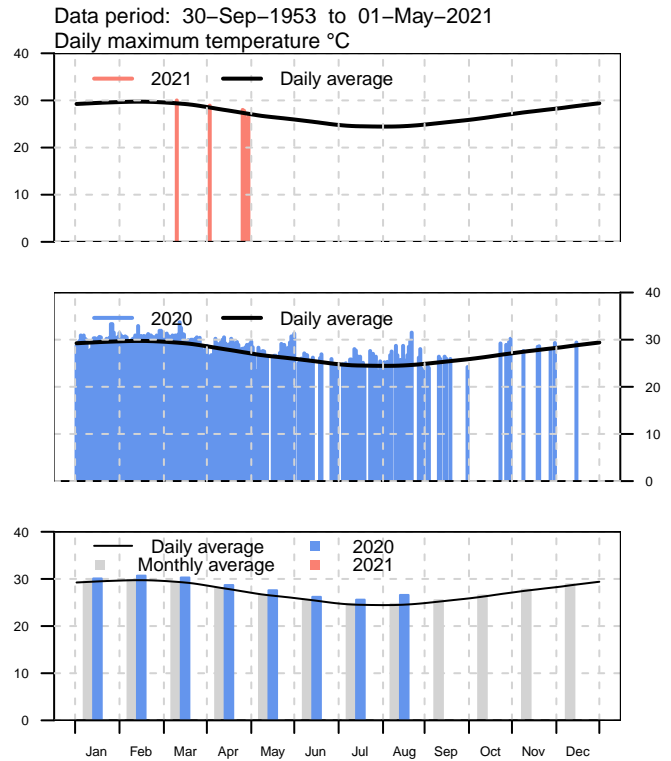 Data period: 30−Sep−1953 to 01−May−2021
Daily maximum temperature °C
40
30
20
10
0
2021 Daily average
40
30
20
10
0
2020 Daily average
40
30
20
10
0
Daily average 2020
Monthly average 2021
Jan Feb Mar Apr May Jun Jul Aug Sep Oct Nov Dec